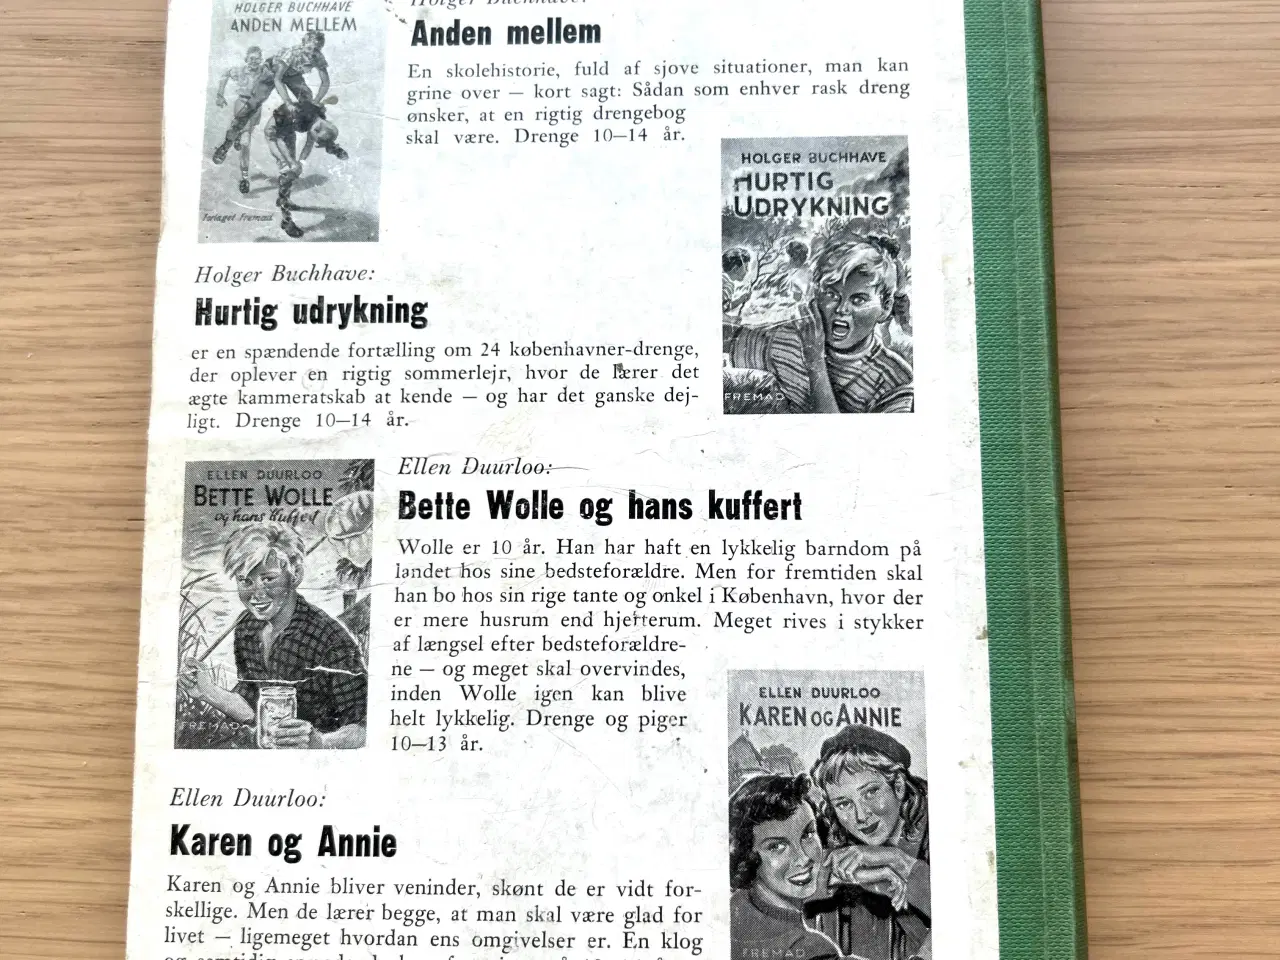 HOLGER BUCHHAVE
ANDEN MELLEM
forlaget fremad
Holger Buchhave:
Anden mellem
En skolehistorie, fuld af sjove situationer, man kan
grine over — kort sagt: Sådan som enhver rask dreng
ønsker, at en rigtig drengebog
skal være. Drenge 10—14 år.
HOLGER BUCHHAVE
HURTIG
UDRYKNING
FREMAD
Holger Buchhave:
Hurtig udrykning
er en spændende fortælling om 24 københavner-drenge,
der oplever en rigtig sommerlejr, hvor de lærer det
ægte kammeratskab at kende — og har det ganske dej-
ligt. Drenge 10—14 år.
ELLEN DUURLOO
BETTE WOLLE
og hans kuffert
FREMAD
Ellen Duurloo:
Bette Wolle og hans kuffert
Wolle er 10 år. Han har haft en lykkelig barndom på
landet hos sine bedsteforældre. Men for fremtiden skal
han bo hos sin rige tante og onkel i København, hvor der
er mere husrum end hjerterum. Meget rives i stykker
af længsel efter bedsteforældre-
ne — og meget skal overvindes,
inden Wolle igen kan blive
helt lykkelig. Drenge og piger
10—13 år.
ELLEN DUURLOO
KAREN OG ANNIE
FREMAD
Ellen Duurloo:
Karen og Annie
Karen og Annie bliver veninder, skønt de er vidt for-
skellige. Men de lærer begge, at man skal være glad for
livet — ligemeget hvordan ens omgivelser er. En klog